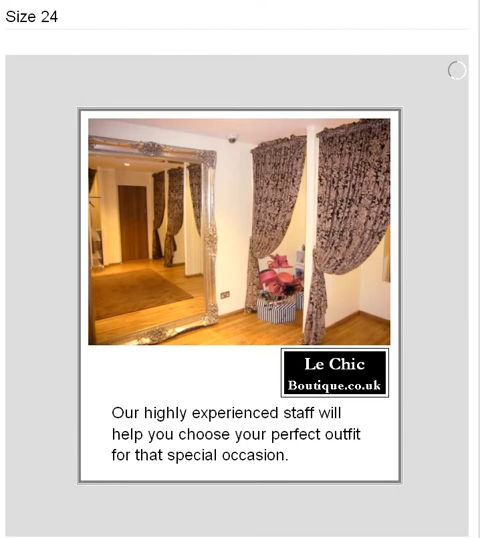 Size 24
Le Chic
Boutique.co.uk
Our highly experienced staff will
help you choose your perfect outfit
for that special occasion.